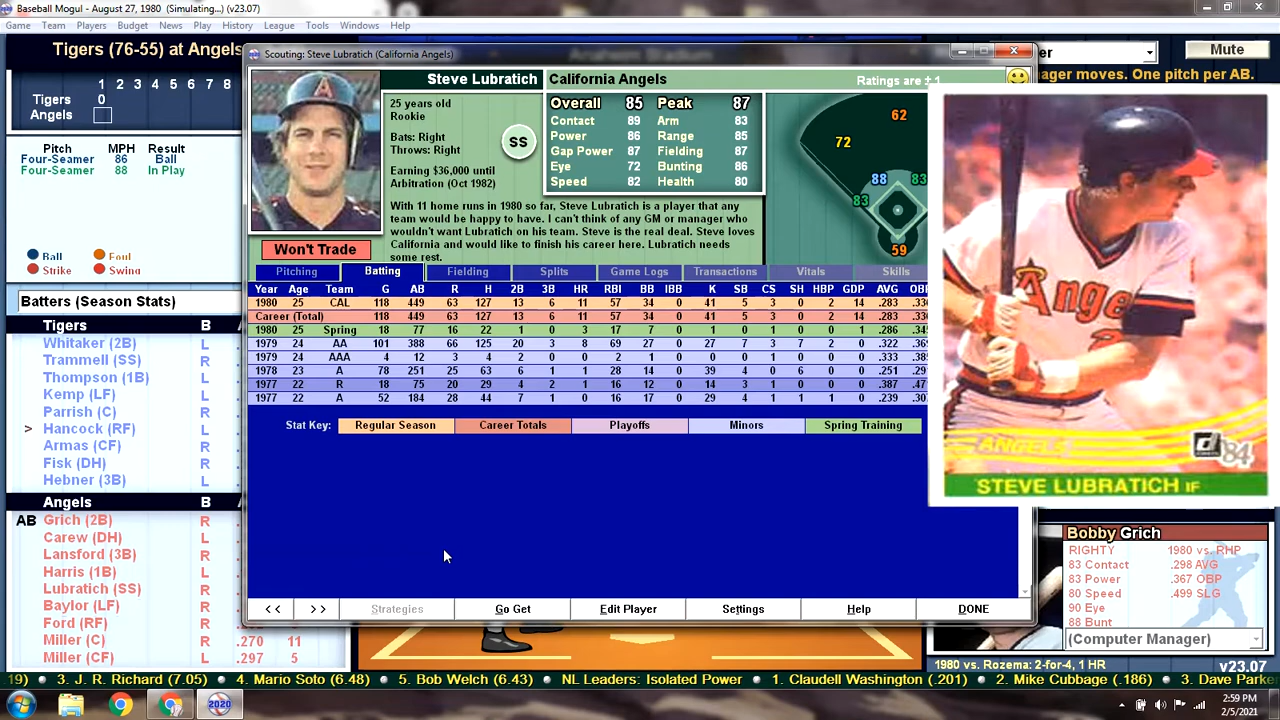 Baseball Mogul - August 27, 1980 (Simulating...) (v23.07)
Game Team Players Budget News Play History League Tools Windows Help
Tigers (76-55) at Angels
1 2 3 4 5 6 7 8
Tigers 0
Angels
Pitch MPH Result
Four-Seamer 86 Ball
Four-Seamer 88 In Play
Ball Foul
Strike Swing
Batters (Season Stats)
Tigers B
Whitaker (2B) L
Trammell (SS) R
Thompson (1B) L
Kemp (LF) L
Parrish (C) R
> Hancock (RF) L
Armas (CF) R
Fisk (DH) R
Hebner (3B) L
Angels B
AB Grich (2B) R
Carew (DH) L
Lansford (3B) R
Harris (1B) L
Lubratich (SS) R
Baylor (LF) R
Ford (RF) R
Miller (C) R .270 11
Miller (CF) L .297 5
Scouting: Steve Lubratich (California Angels)
Steve Lubratich California Angels Ratings are ± 1
25 years old
Rookie
Bats: Right
Throws: Right
Earning $36,000 until
Arbitration (Oct 1982)
SS
Overall 85 Peak 87
Contact 89 Arm 83
Power 86 Range 85
Gap Power 87 Fielding 87
Eye 72 Bunting 86
Speed 82 Health 80
62
72
88 83
83
59
With 11 home runs in 1980 so far, Steve Lubratich is a player that any
team would be happy to have. I can't think of any GM or manager who
wouldn't want Lubratich on his team. Steve is the real deal. Steve loves
California and would like to finish his career here. Lubratich needs
some rest.
Won't Trade
Pitching Batting Fielding Splits Game Logs Transactions Vitals Skills
Year Age Team G AB R H 2B 3B HR RBI BB IBB K SB CS SH HBP GDP AVG
1980 25 CAL 118 449 63 127 13 6 11 57 34 0 41 5 3 0 2 14 .283
Career (Total) 118 449 63 127 13 6 11 57 34 0 41 5 3 0 2 14 .283
1980 25 Spring 18 77 16 22 1 0 3 17 7 0 1 0 1 0 0 1 .286
1979 24 AA 101 388 66 125 20 3 8 69 27 0 27 7 3 7 2 0 .322
1979 24 AAA 4 12 3 4 2 0 0 2 1 0 0 0 1 0 0 0 .333
1978 23 A 78 251 25 63 6 1 1 28 14 0 39 4 0 6 0 0 .251
1977 22 R 18 75 20 29 4 2 1 16 12 0 14 3 1 0 0 0 .387
1977 22 A 52 184 28 44 7 1 0 16 17 0 29 4 1 1 1 0 .239
Stat Key: Regular Season Career Totals Playoffs Minors Spring Training
<< >> Strategies Go Get Edit Player Settings Help DONE
Mute
ager moves. One pitch per AB.
A
Ange
ANGELS
'84
STEVE LUBRATICH IF
Bobby Grich
RIGHTY 1980 vs. RHP
83 Contact .298 AVG
83 Power .367 OBP
80 Speed .499 SLG
90 Eye
88 Bunt
(Computer Manager)
1980 vs. Rozema: 2-for-4, 1 HR v23.07
19) • 3. J. R. Richard (7.05) • 4. Mario Soto (6.48) • 5. Bob Welch (6.43) • NL Leaders: Isolated Power • 1. Claudell Washington (.201) • 2. Mike Cubbage (.186) • 3. Dave Parke
2020
2:59 PM
2/5/2021